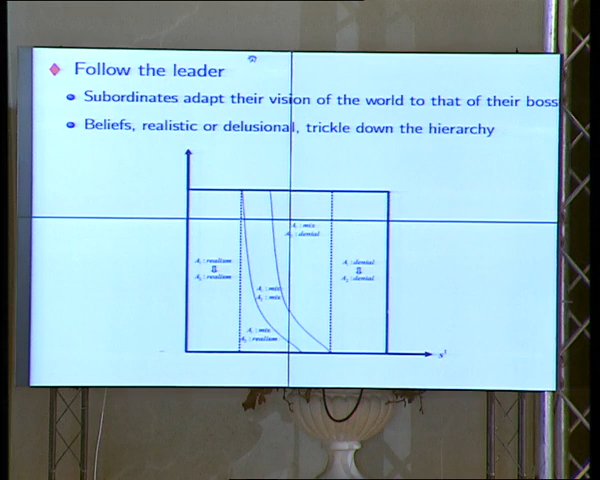 Follow the leader
Subordinates adapt their vision of the world to that of their boss
Beliefs, realistic or delusional, trickle down the hierarchy
A₁ : mix
A₂ : denial
A₁ : realism
⇕
A₂ : realism
A₁ : denial
⇕
A₂ : denial
A₁ : mix
A₂ : mix
A₁ : mix
A₂ : realism
s¹